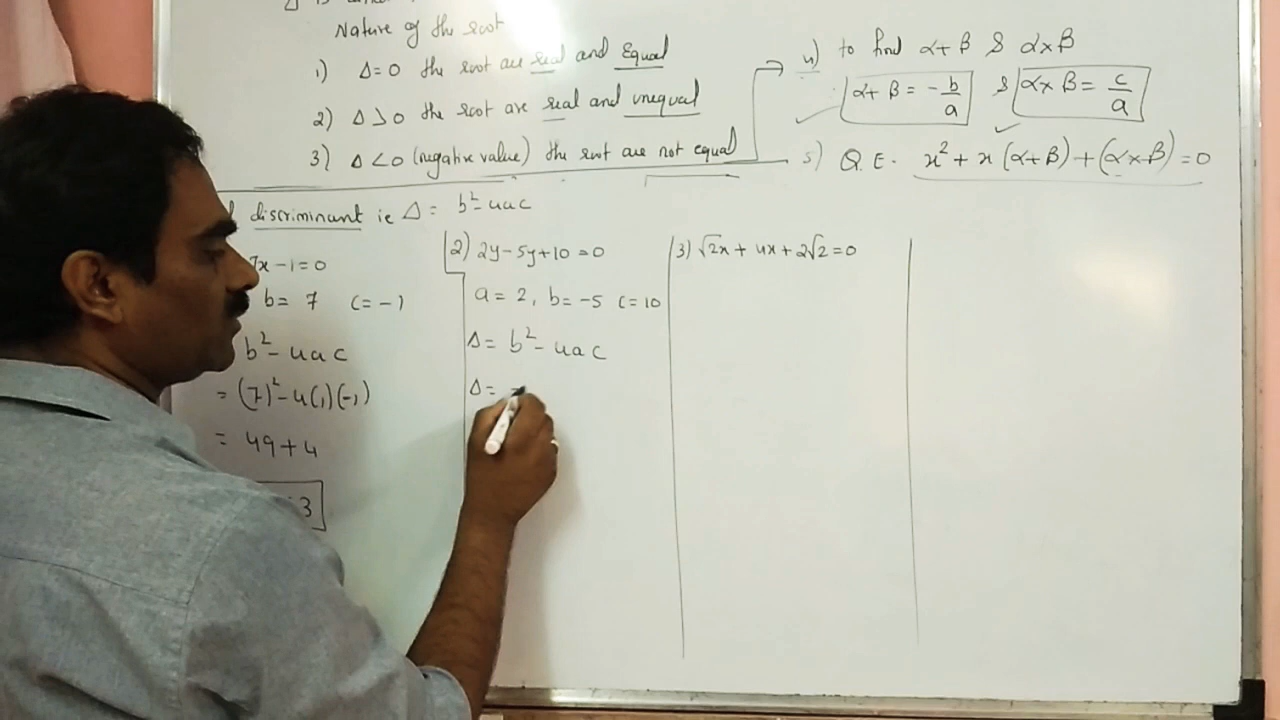 Δ is
Nature of the root
1) Δ=0 the root are real and Equal
2) Δ>0 the root are real and unequal
3) Δ<0 (negative value) the root are not equal
4) to find α+β & α×β
α+β = -b/a & α×β = c/a
5) Q.E. x²+x(α+β)+(α×β)=0
discriminant ie Δ= b²-4ac
7x-1=0
b= 7 c=-1
b²-4ac
= (7)²-4(1)(-1)
= 49+4
3
2) 2y-5y+10=0
a=2, b=-5 c=10
Δ= b²-4ac
Δ= -
3) √2x+4x+2√2=0